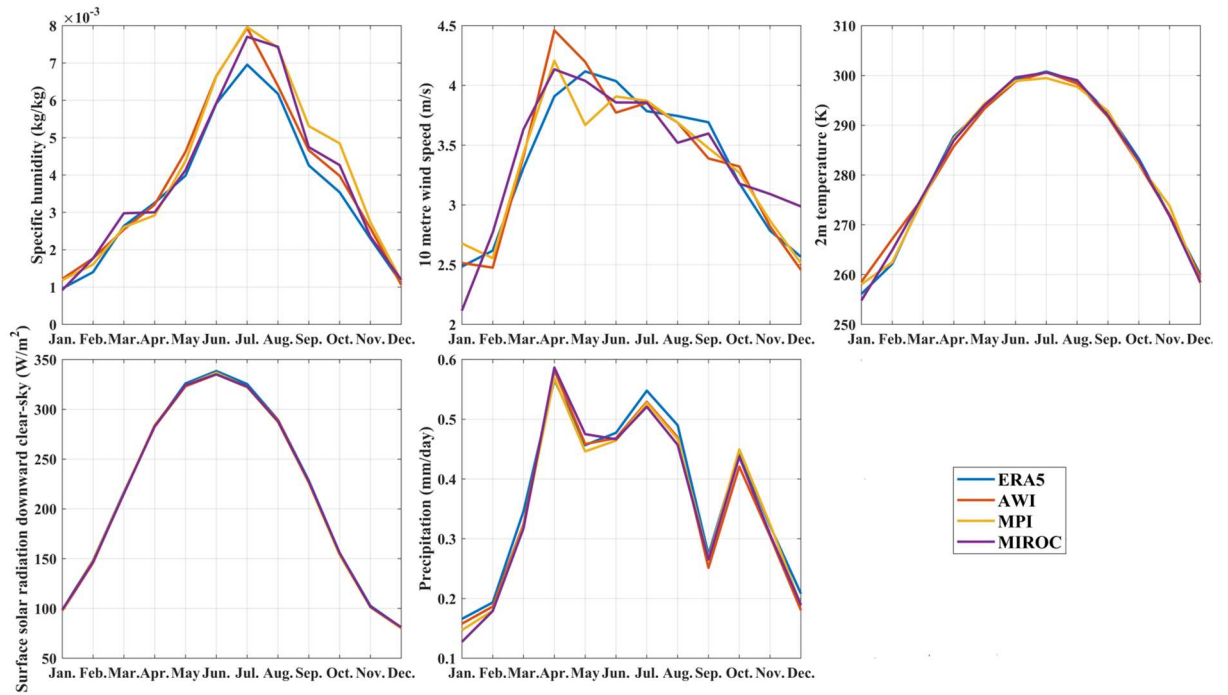 ×10⁻³
8
7
6
5
4
3
2
1
0
Specific humidity (kg/kg)
Jan. Feb. Mar. Apr. May Jun. Jul. Aug. Sep. Oct. Nov. Dec.
4.5
4
3.5
3
2.5
2
10 metre wind speed (m/s)
Jan. Feb. Mar. Apr. May Jun. Jul. Aug. Sep. Oct. Nov. Dec.
310
300
290
280
270
260
250
2m temperature (K)
Jan. Feb. Mar. Apr. May Jun. Jul. Aug. Sep. Oct. Nov. Dec.
350
300
250
200
150
100
50
Surface solar radiation downward clear-sky (W/m²)
Jan. Feb. Mar. Apr. May Jun. Jul. Aug. Sep. Oct. Nov. Dec.
0.6
0.5
0.4
0.3
0.2
0.1
Precipitation (mm/day)
Jan. Feb. Mar. Apr. May Jun. Jul. Aug. Sep. Oct. Nov. Dec.
ERA5
AWI
MPI
MIROC